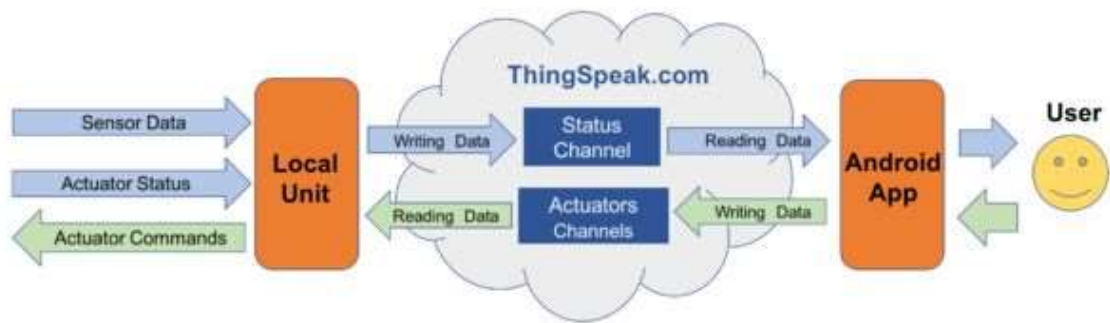 ThingSpeak.com
Sensor Data
Actuator Status
Actuator Commands
Local
Unit
Writing Data
Reading Data
Status
Channel
Actuators
Channels
Reading Data
Writing Data
Android
App
User